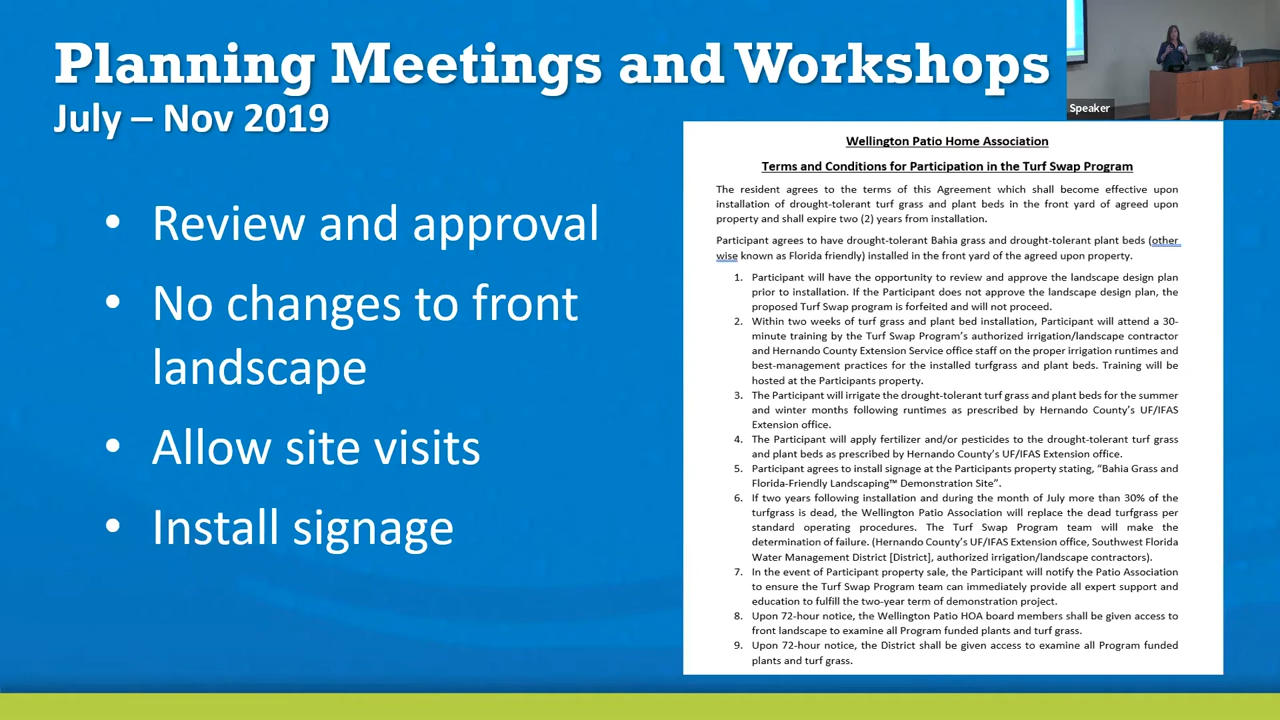 Planning Meetings and Workshops
July – Nov 2019
Speaker
• Review and approval
• No changes to front
landscape
• Allow site visits
• Install signage
Wellington Patio Home Association
Terms and Conditions for Participation in the Turf Swap Program
The resident agrees to the terms of this Agreement which shall become effective upon
installation of drought-tolerant turf grass and plant beds in the front yard of agreed upon
property and shall expire two (2) years from installation.
Participant agrees to have drought-tolerant Bahia grass and drought-tolerant plant beds (other
wise known as Florida friendly) installed in the front yard of the agreed upon property.
1. Participant will have the opportunity to review and approve the landscape design plan
prior to installation. If the Participant does not approve the landscape design plan, the
proposed Turf Swap program is forfeited and will not proceed.
2. Within two weeks of turf grass and plant bed installation, Participant will attend a 30-
minute training by the Turf Swap Program's authorized irrigation/landscape contractor
and Hernando County Extension Service office staff on the proper irrigation runtimes and
best-management practices for the installed turfgrass and plant beds. Training will be
hosted at the Participants property.
3. The Participant will irrigate the drought-tolerant turf grass and plant beds for the summer
and winter months following runtimes as prescribed by Hernando County's UF/IFAS
Extension office.
4. The Participant will apply fertilizer and/or pesticides to the drought-tolerant turf grass
and plant beds as prescribed by Hernando County's UF/IFAS Extension office.
5. Participant agrees to install signage at the Participants property stating, "Bahia Grass and
Florida-Friendly Landscaping™ Demonstration Site".
6. If two years following installation and during the month of July more than 30% of the
turfgrass is dead, the Wellington Patio Association will replace the dead turfgrass per
standard operating procedures. The Turf Swap Program team will make the
determination of failure. (Hernando County's UF/IFAS Extension office, Southwest Florida
Water Management District [District], authorized irrigation/landscape contractors).
7. In the event of Participant property sale, the Participant will notify the Patio Association
to ensure the Turf Swap Program team can immediately provide all expert support and
education to fulfill the two-year term of demonstration project.
8. Upon 72-hour notice, the Wellington Patio HOA board members shall be given access to
front landscape to examine all Program funded plants and turf grass.
9. Upon 72-hour notice, the District shall be given access to examine all Program funded
plants and turf grass.